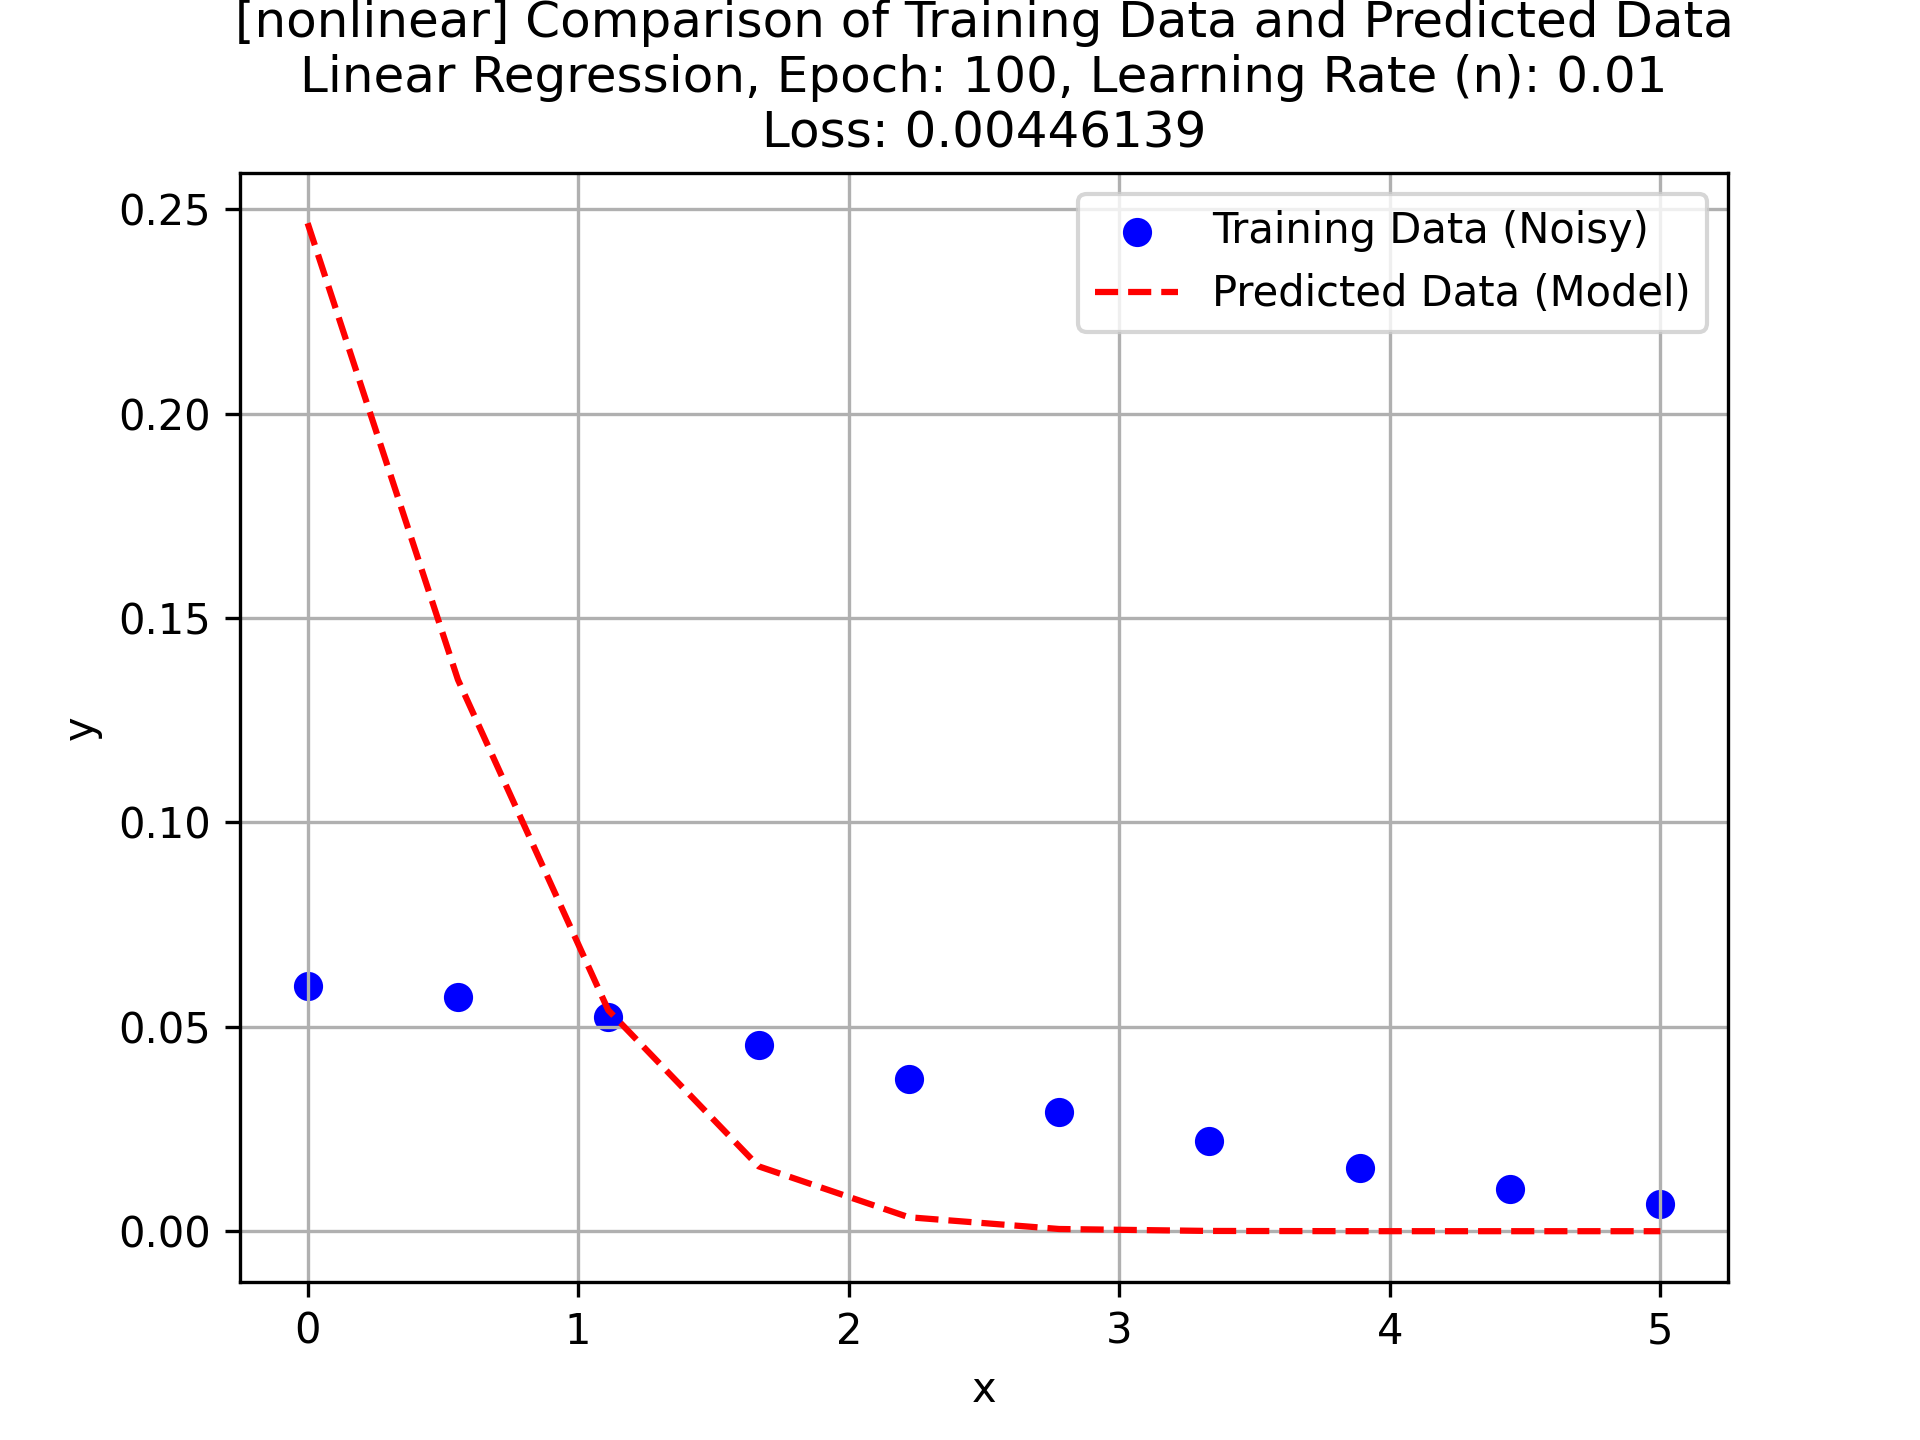 [nonlinear] Comparison of Training Data and Predicted Data
Linear Regression, Epoch: 100, Learning Rate (n): 0.01
Loss: 0.00446139
Training Data (Noisy)
Predicted Data (Model)
0.25
0.20
0.15
0.10
0.05
0.00
y
0 1 2 3 4 5
x